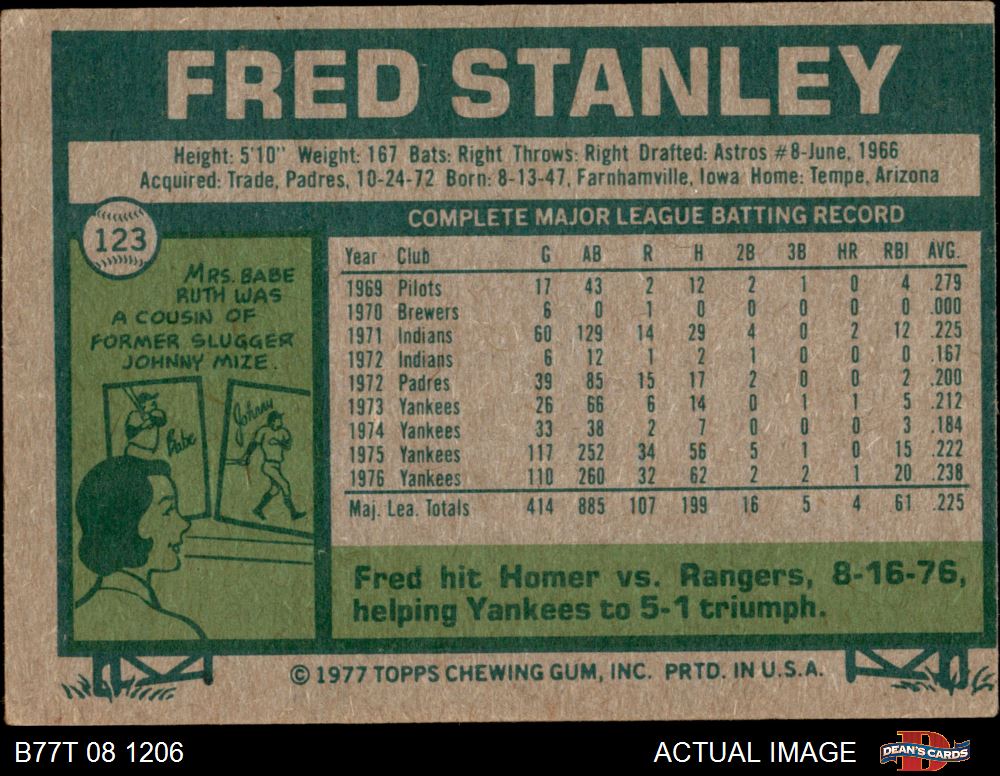 FRED STANLEY
Height: 5'10" Weight: 167 Bats: Right Throws: Right Drafted: Astros #8-June, 1966
Acquired: Trade, Padres, 10-24-72 Born: 8-13-47, Farnhamville, Iowa Home: Tempe, Arizona
123
MRS. BABE
RUTH WAS
A COUSIN OF
FORMER SLUGGER
JOHNNY MIZE.
Babe
Johnny
COMPLETE MAJOR LEAGUE BATTING RECORD
Year Club G AB R H 2B 3B HR RBI AVG.
1969 Pilots 17 43 2 12 2 1 0 4 .279
1970 Brewers 6 0 1 0 0 0 0 0 .000
1971 Indians 60 129 14 29 4 0 2 12 .225
1972 Indians 6 12 1 2 1 0 0 0 .167
1972 Padres 39 85 15 17 2 0 0 2 .200
1973 Yankees 26 66 6 14 0 1 1 5 .212
1974 Yankees 33 38 2 7 0 0 0 3 .184
1975 Yankees 117 252 34 56 5 1 0 15 .222
1976 Yankees 110 260 32 62 2 2 1 20 .238
Maj. Lea. Totals 414 885 107 199 16 5 4 61 .225
Fred hit Homer vs. Rangers, 8-16-76,
helping Yankees to 5-1 triumph.
© 1977 TOPPS CHEWING GUM, INC. PRTD. IN U.S.A.
B77T 08 1206
ACTUAL IMAGE
D
DEAN'S CARDS